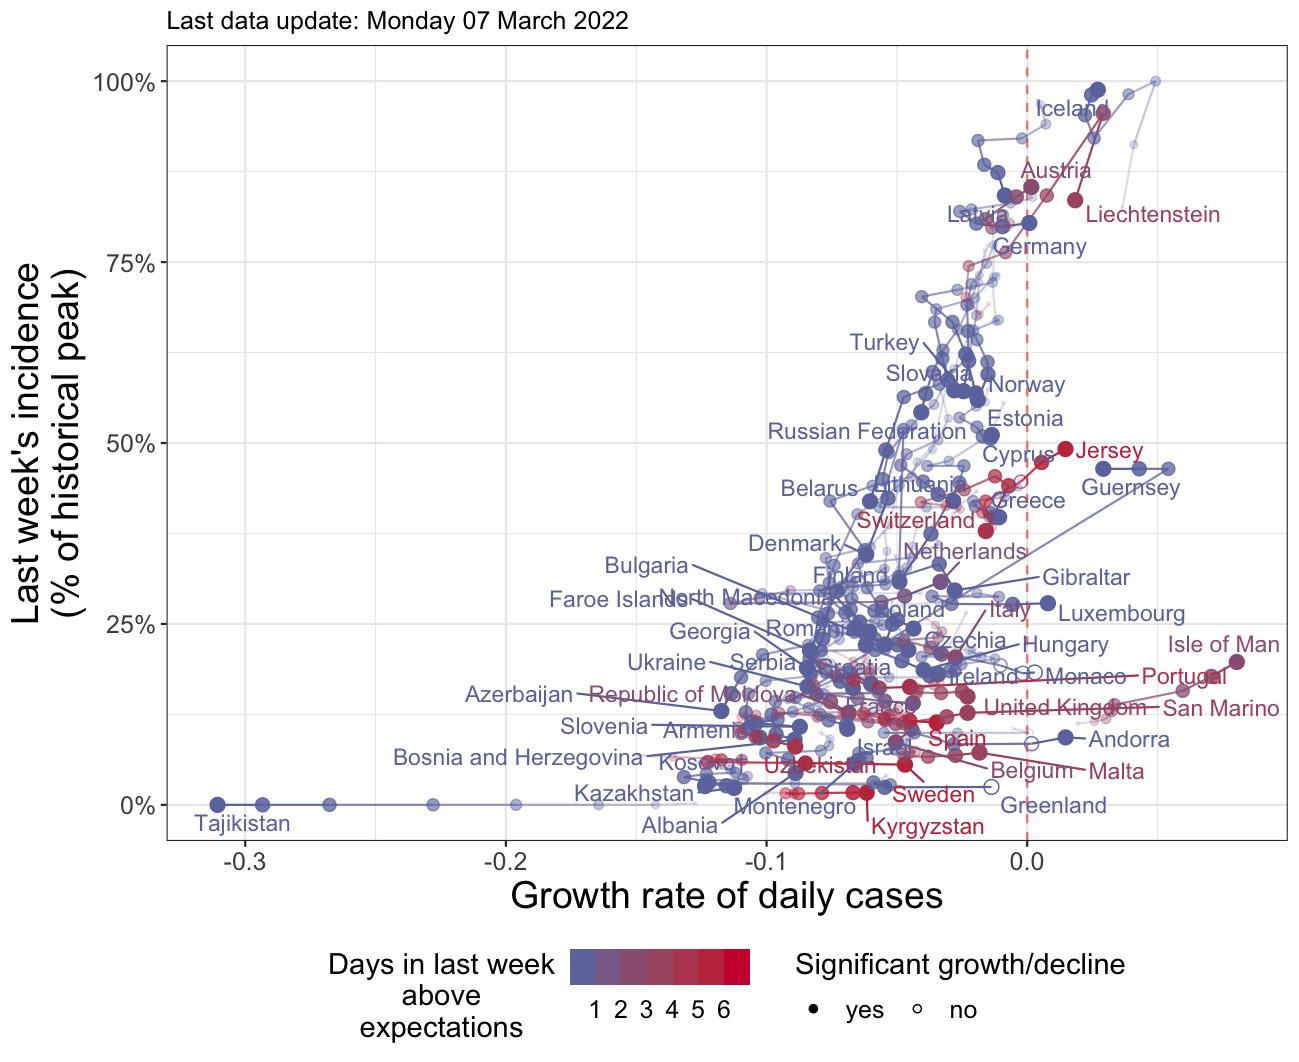 Last data update: Monday 07 March 2022
Last week's incidence
(% of historical peak)
100%
75%
50%
25%
0%
Iceland
Austria
Latvia
Liechtenstein
Germany
Turkey
Slovakia
Norway
Estonia
Russian Federation
Cyprus
Jersey
Belarus
Lithuania
Guernsey
Greece
Switzerland
Denmark
Netherlands
Bulgaria
Finland
Gibraltar
Faroe Islands
North Macedonia
Poland
Italy
Luxembourg
Georgia
Romania
Czechia
Hungary
Isle of Man
Ukraine
Serbia
Croatia
Ireland
Monaco
Portugal
Azerbaijan
Republic of Moldova
France
United Kingdom
San Marino
Slovenia
Armenia
Spain
Andorra
Bosnia and Herzegovina
Kosovo
Israel
Uzbekistan
Belgium
Malta
Kazakhstan
Montenegro
Sweden
Greenland
Tajikistan
Albania
Kyrgyzstan
-0.3
-0.2
-0.1
0.0
Growth rate of daily cases
Days in last week
above
expectations
1 2 3 4 5 6
Significant growth/decline
yes
no